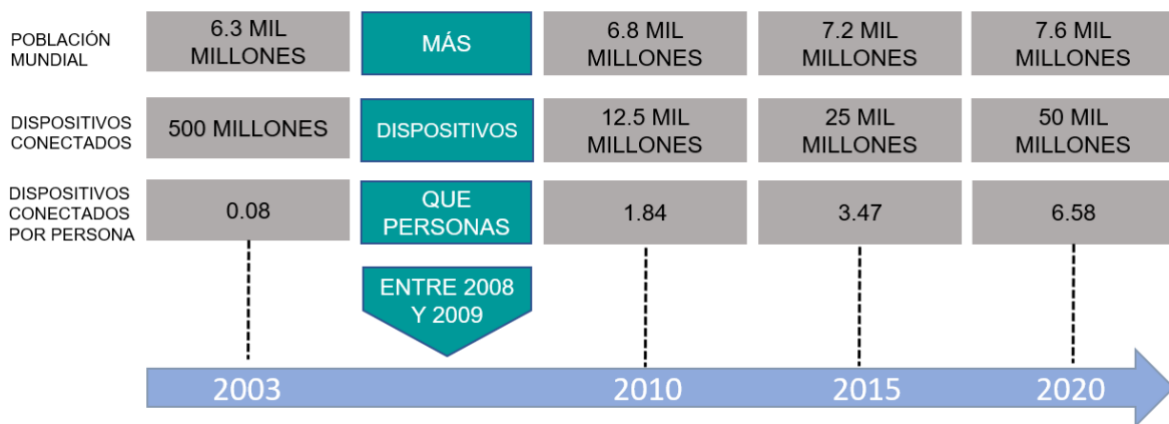 POBLACIÓN
MUNDIAL
6.3 MIL
MILLONES
MÁS
6.8 MIL
MILLONES
7.2 MIL
MILLONES
7.6 MIL
MILLONES
DISPOSITIVOS
CONECTADOS
500 MILLONES
DISPOSITIVOS
12.5 MIL
MILLONES
25 MIL
MILLONES
50 MIL
MILLONES
DISPOSITIVOS
CONECTADOS
POR PERSONA
0.08
QUE
PERSONAS
1.84
3.47
6.58
ENTRE 2008
Y 2009
2003
2010
2015
2020